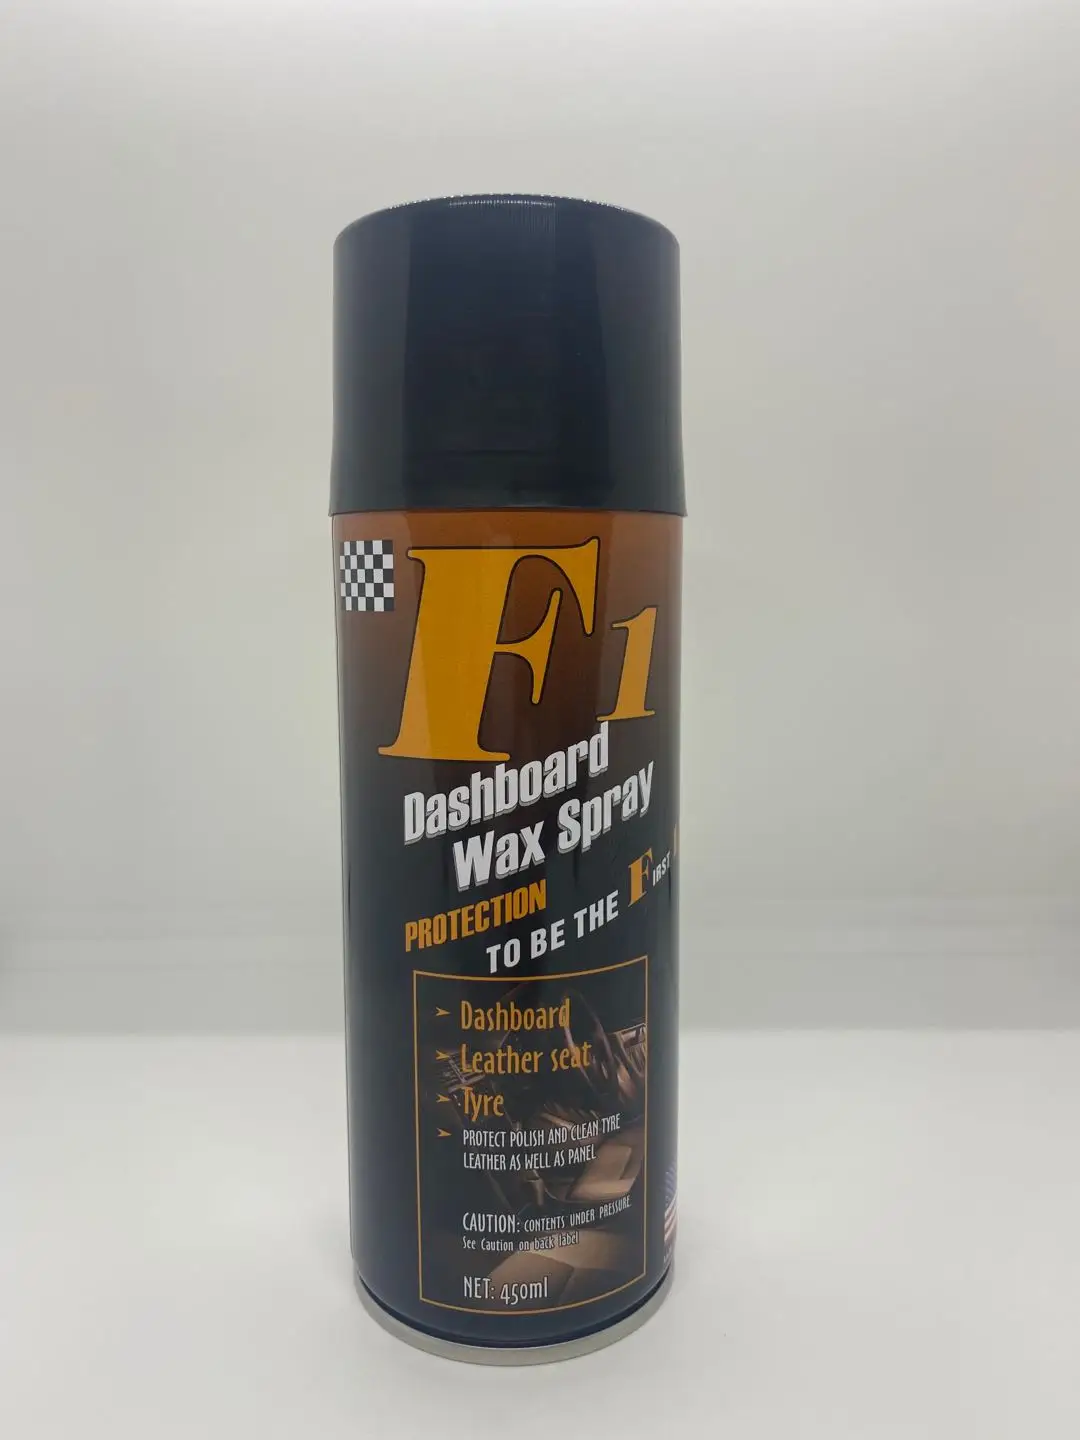 F1
Dashboard
Wax Spray
PROTECTION
TO BE THE FIRST
Dashboard
Leather seat
Tyre
PROTECT POLISH AND CLEAN TYRE
LEATHER AS WELL AS PANEL
CAUTION: CONTENTS UNDER PRESSURE.
See Caution on back label
NET: 450ml